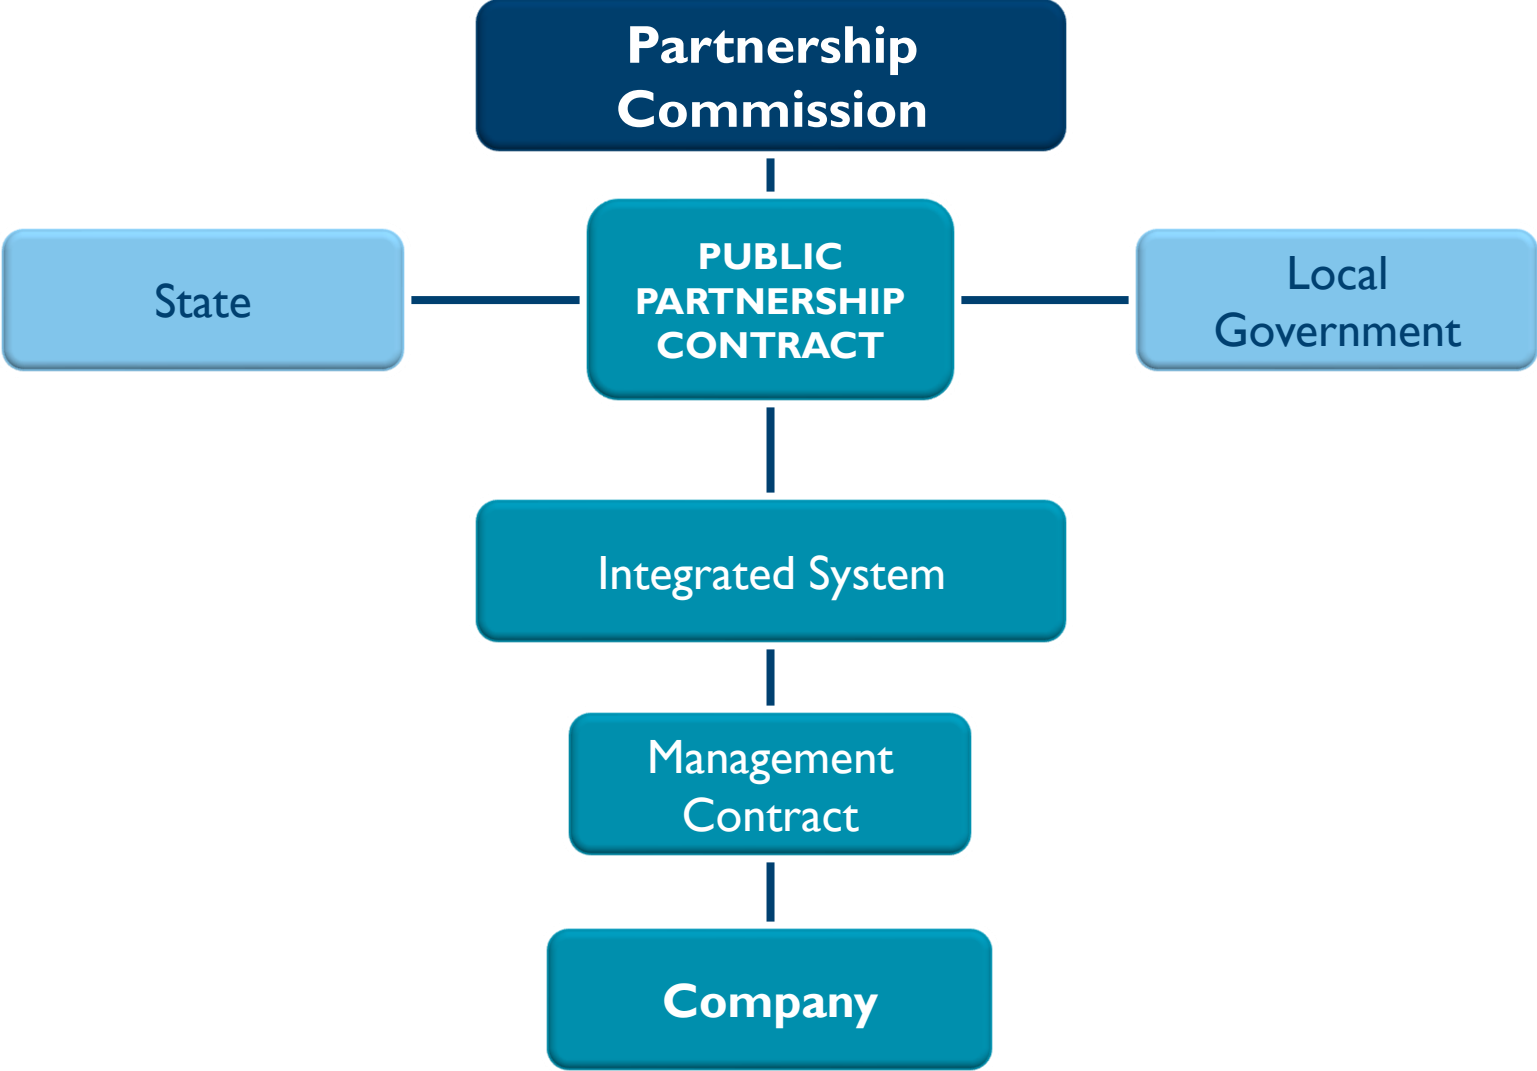 Partnership
Commission
State
PUBLIC
PARTNERSHIP
CONTRACT
Local
Government
Integrated System
Management
Contract
Company